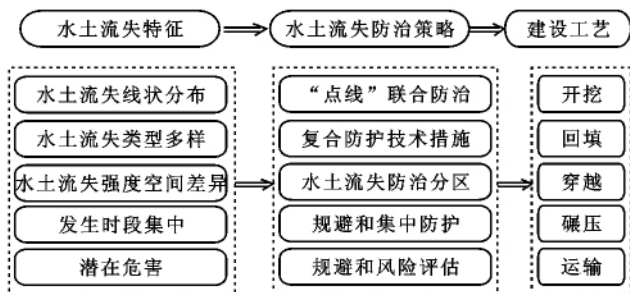 水土流失特征
水土流失防治策略
建设工艺
水土流失线状分布
水土流失类型多样
水土流失强度空间差异
发生时段集中
潜在危害
“点线”联合防治
复合防护技术措施
水土流失防治分区
规避和集中防护
规避和风险评估
开挖
回填
穿越
碾压
运输